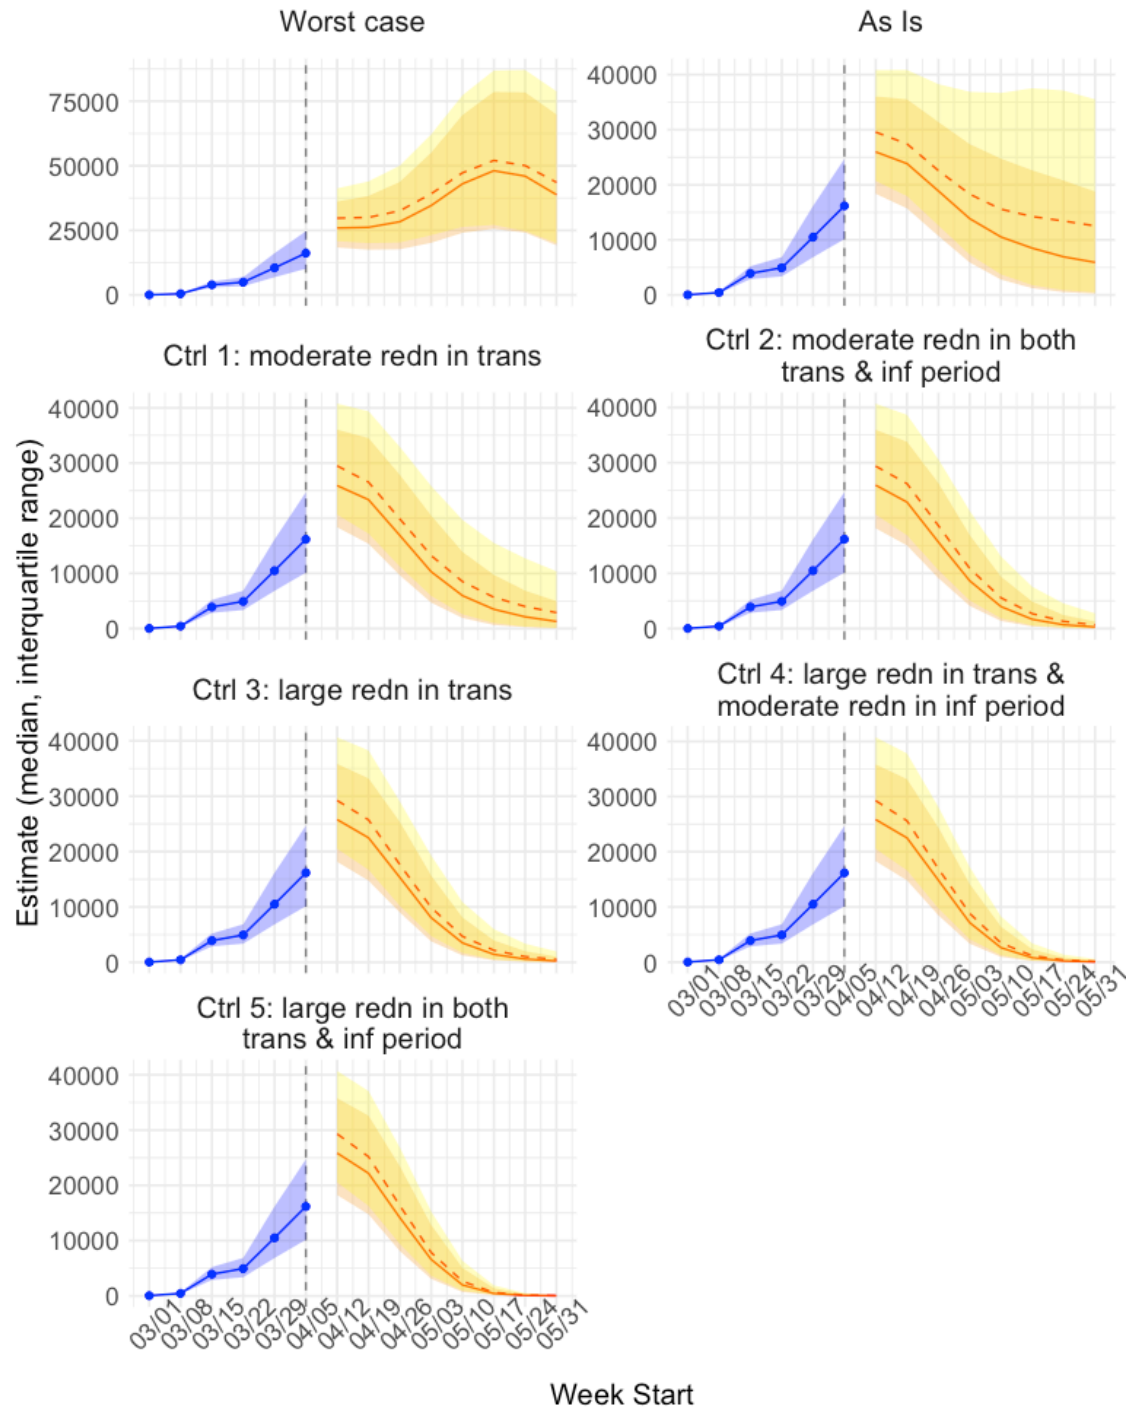 Worst case
As Is
75000
50000
25000
0
40000
30000
20000
10000
0
Ctrl 1: moderate redn in trans
Ctrl 2: moderate redn in both
trans & inf period
40000
30000
20000
10000
0
40000
30000
20000
10000
0
Estimate (median, interquartile range)
Ctrl 3: large redn in trans
Ctrl 4: large redn in trans &
moderate redn in inf period
40000
30000
20000
10000
0
40000
30000
20000
10000
0
03/01 03/08 03/15 03/22 03/29 04/05 04/12 04/19 04/26 05/03 05/10 05/17 05/24 05/31
Ctrl 5: large redn in both
trans & inf period
40000
30000
20000
10000
0
03/01 03/08 03/15 03/22 03/29 04/05 04/12 04/19 04/26 05/03 05/10 05/17 05/24 05/31
Week Start